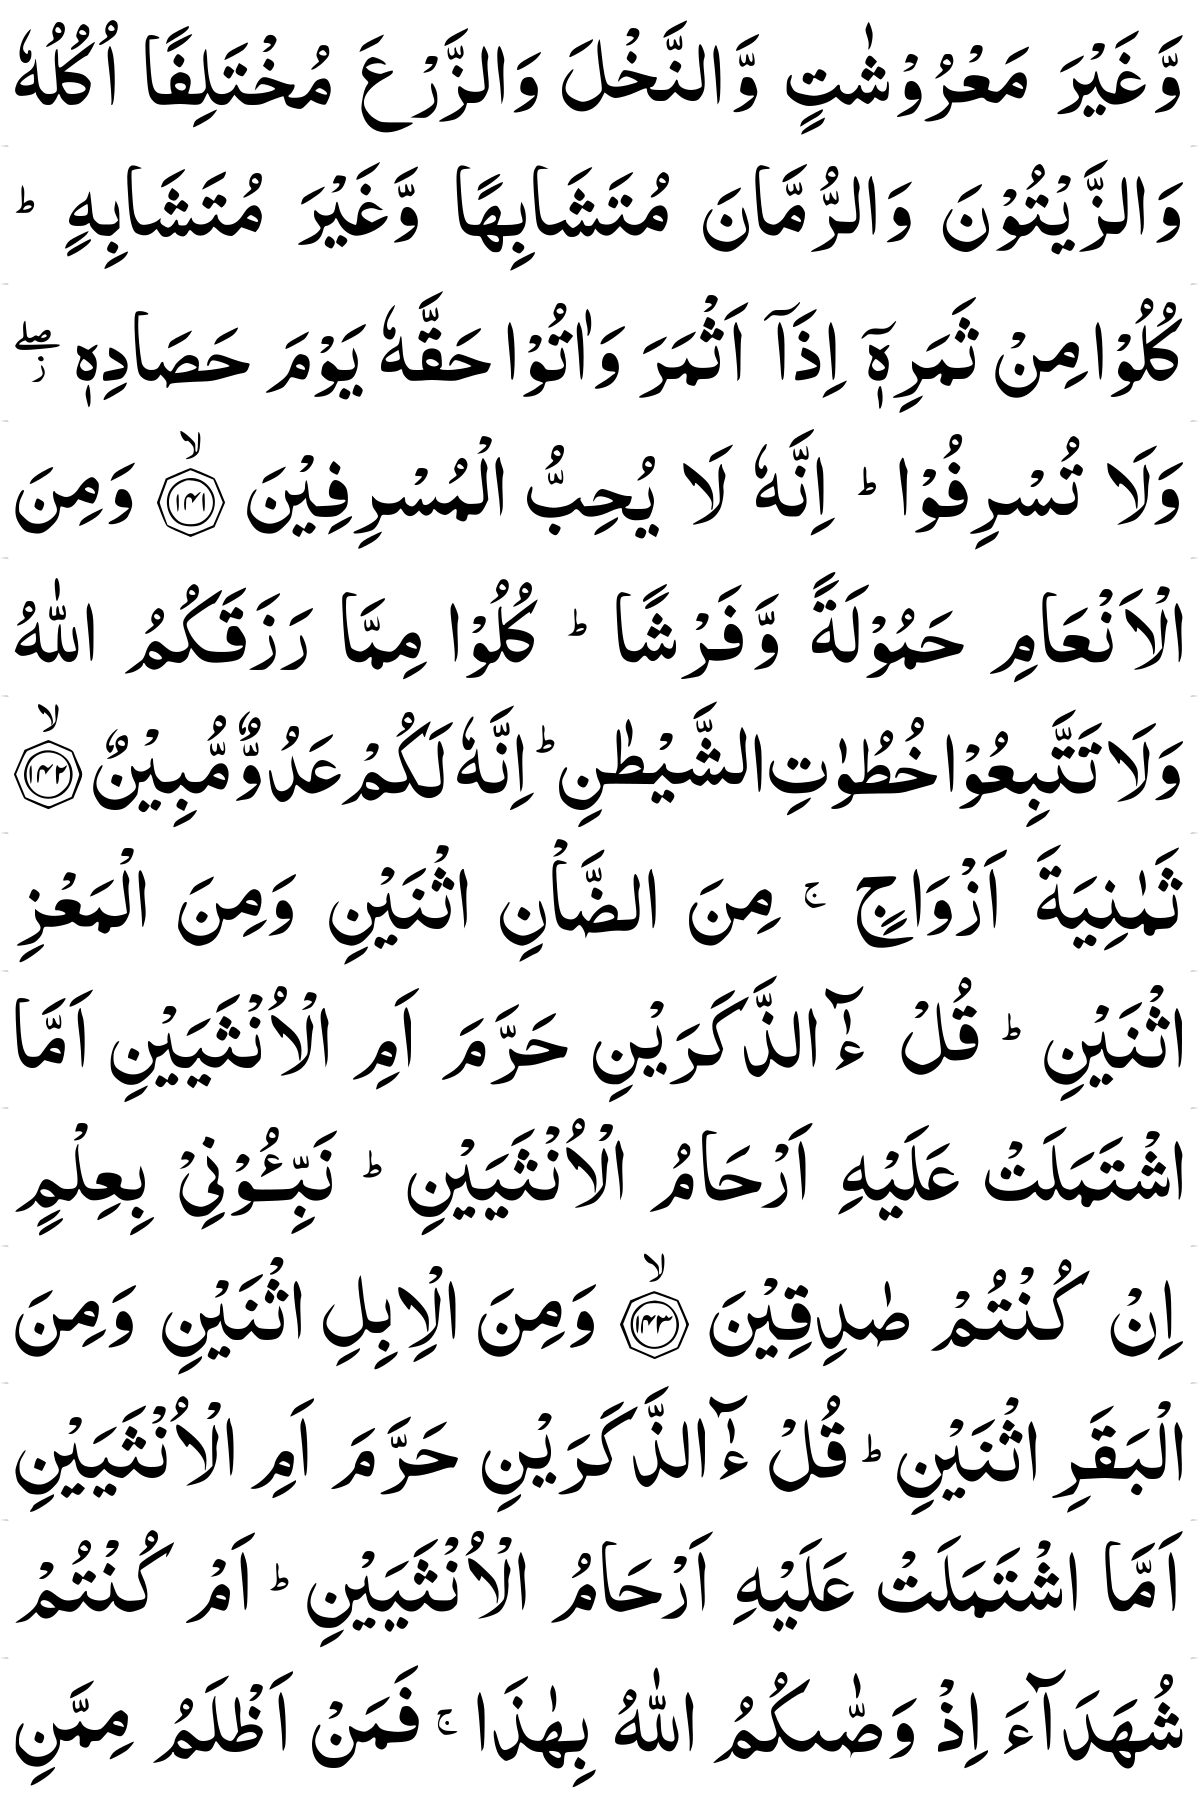 وَّغَيْرَ مَعْرُوْشٰتٍ وَّالنَّخْلَ وَالزَّرْعَ مُخْتَلِفًا اُكُلُهٗ
وَالزَّيْتُوْنَ وَالرُّمَّانَ مُتَشَابِهًا وَّغَيْرَ مُتَشَابِهٍ ؕ
كُلُوْا مِنْ ثَمَرِهٖۤ اِذَاۤ اَثْمَرَ وَاٰتُوْا حَقَّهٗ يَوْمَ حَصَادِهٖ ۖ ز
وَلَا تُسْرِفُوْا ؕ اِنَّهٗ لَا يُحِبُّ الْمُسْرِفِيْنَ ۙ‏﴿۱۴۱﴾ وَمِنَ
الْاَنْعَامِ حَمُوْلَةً وَّفَرْشًا ؕ كُلُوْا مِمَّا رَزَقَكُمُ اللّٰهُ
وَلَا تَتَّبِعُوْا خُطُوٰتِ الشَّيْطٰنِ ؕ اِنَّهٗ لَكُمْ عَدُوٌّ مُّبِيْنٌ ۙ‏﴿۱۴۲﴾
ثَمٰنِيَةَ اَزْوَاجٍ ۚ مِنَ الضَّاْنِ اثْنَيْنِ وَمِنَ الْمَعْزِ
اثْنَيْنِ ؕ قُلْ ءٰٓالذَّكَرَيْنِ حَرَّمَ اَمِ الْاُنْثَيَيْنِ اَمَّا
اشْتَمَلَتْ عَلَيْهِ اَرْحَامُ الْاُنْثَيَيْنِ ؕ نَبِّـُٔوْنِىْ بِعِلْمٍ
اِنْ كُنْتُمْ صٰدِقِيْنَ ۙ‏﴿۱۴۳﴾ وَمِنَ الْاِبِلِ اثْنَيْنِ وَمِنَ
الْبَقَرِ اثْنَيْنِ ؕ قُلْ ءٰٓالذَّكَرَيْنِ حَرَّمَ اَمِ الْاُنْثَيَيْنِ
اَمَّا اشْتَمَلَتْ عَلَيْهِ اَرْحَامُ الْاُنْثَيَيْنِ ؕ اَمْ كُنْتُمْ
شُهَدَآءَ اِذْ وَصّٰٮكُمُ اللّٰهُ بِهٰذَا ۚ فَمَنْ اَظْلَمُ مِمَّنِ